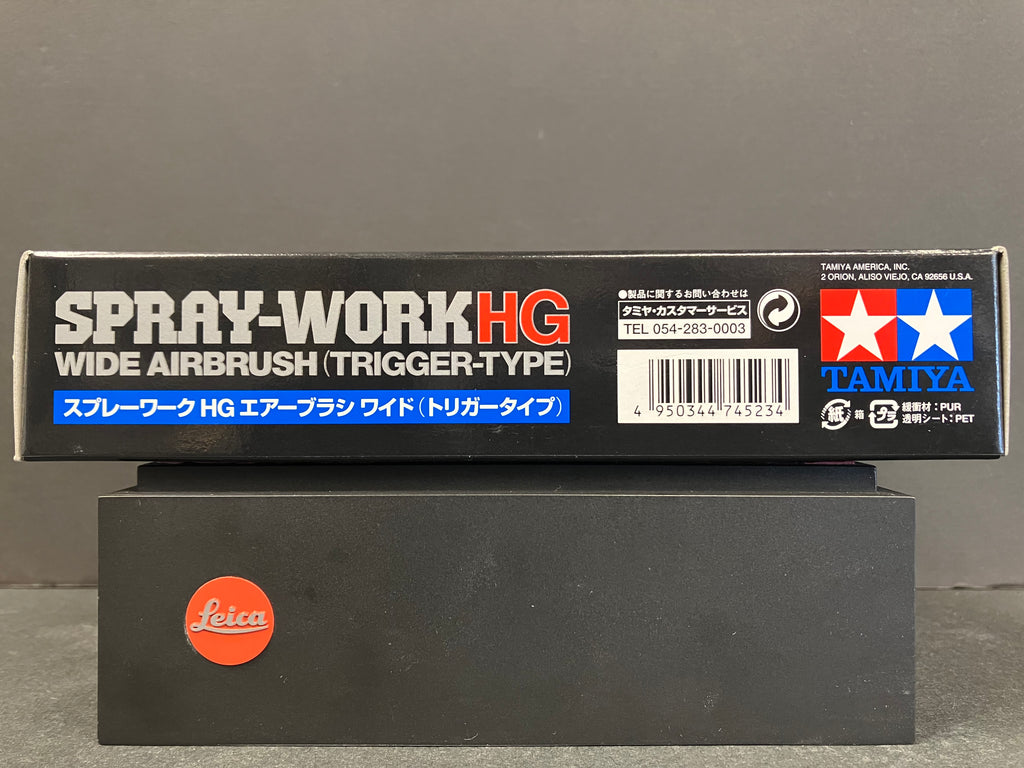 TAMIYA AMERICA, INC.
2 ORION, ALISO VIEJO, CA 92656 U.S.A.
SPRAY-WORK HG
WIDE AIRBRUSH (TRIGGER-TYPE)
スプレーワーク HG エアーブラシ ワイド (トリガータイプ)
●製品に関するお問い合わせは
タミヤ・カスタマーサービス
TEL 054-283-0003
4 950344 745234
TAMIYA
紙 箱
プラ 緩衝材：PUR
透明シート：PET
Leica